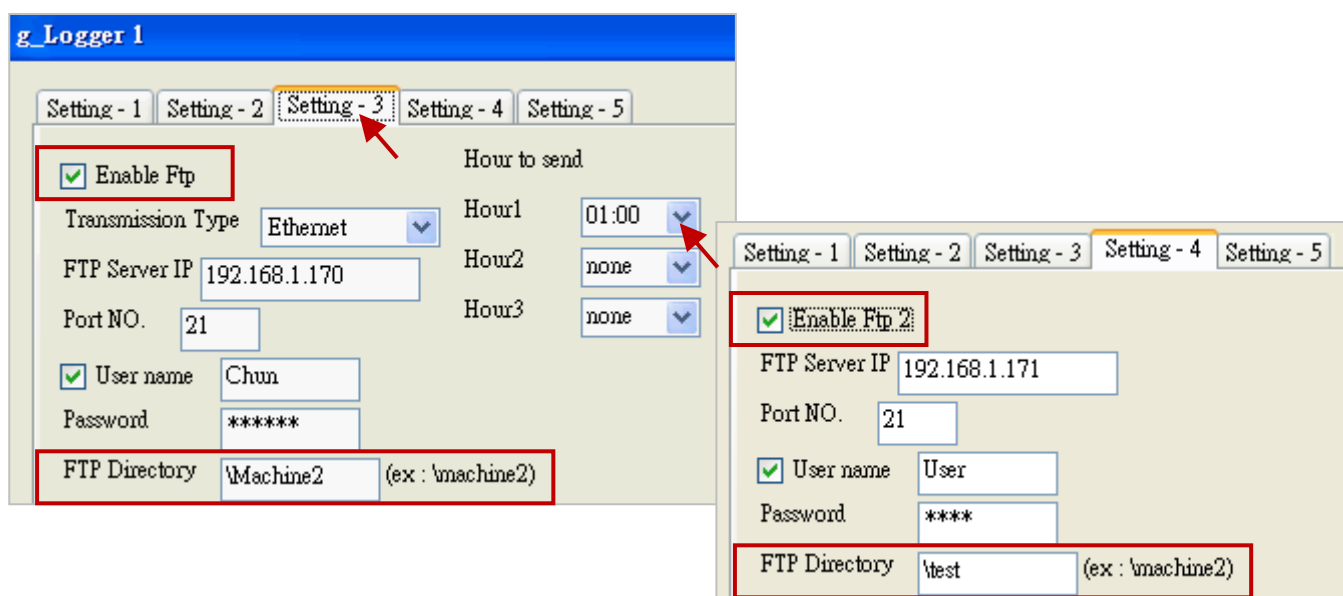 g_Logger 1
Setting - 1 Setting - 2 Setting - 3 Setting - 4 Setting - 5
Enable Ftp
Transmission Type Ethernet
FTP Server IP 192.168.1.170
Port NO. 21
User name Chun
Password ******
FTP Directory \Machine2 (ex : \machine2)
Hour to send
Hour1 01:00
Hour2 none
Hour3 none
Setting - 1 Setting - 2 Setting - 3 Setting - 4 Setting - 5
Enable Ftp 2
FTP Server IP 192.168.1.171
Port NO. 21
User name User
Password ****
FTP Directory \test (ex : \machine2)